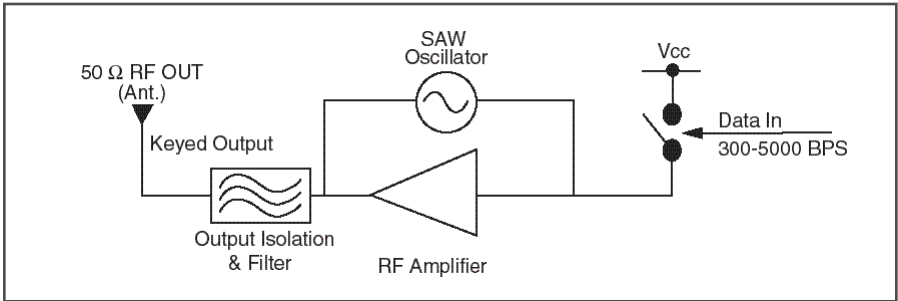 SAW
Oscillator
Vcc
50 Ω RF OUT
(Ant.)
Data In
300-5000 BPS
Keyed Output
Output Isolation
& Filter
RF Amplifier